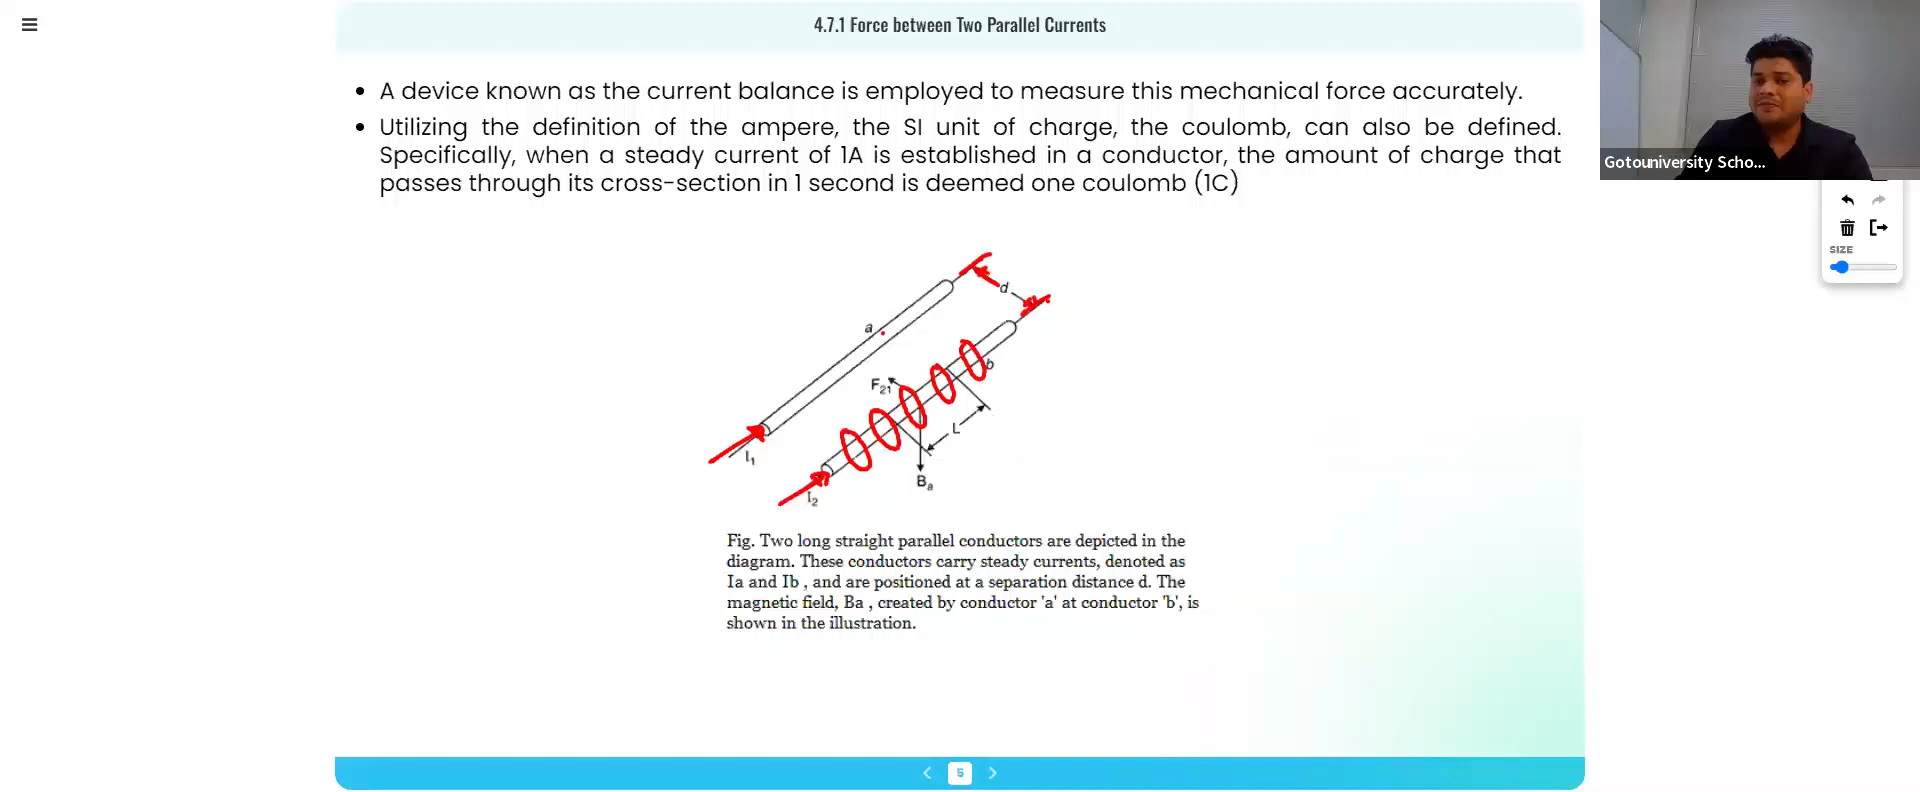 4.7.1 Force between Two Parallel Currents
• A device known as the current balance is employed to measure this mechanical force accurately.
• Utilizing the definition of the ampere, the SI unit of charge, the coulomb, can also be defined.
Specifically, when a steady current of 1A is established in a conductor, the amount of charge that
passes through its cross-section in 1 second is deemed one coulomb (1C)
Gotouniversity Scho...
SIZE
d
a
b
F21
L
I1
Ba
I2
Fig. Two long straight parallel conductors are depicted in the
diagram. These conductors carry steady currents, denoted as
Ia and Ib , and are positioned at a separation distance d. The
magnetic field, Ba , created by conductor 'a' at conductor 'b', is
shown in the illustration.
5